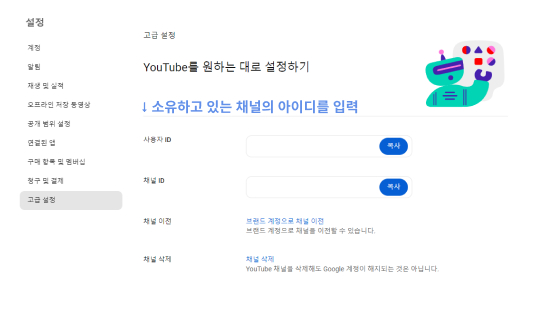 설정
계정
알림
재생 및 실적
오프라인 저장 동영상
공개 범위 설정
연결된 앱
구매 항목 및 멤버십
청구 및 결제
고급 설정
고급 설정
YouTube를 원하는 대로 설정하기
↓ 소유하고 있는 채널의 아이디를 입력
사용자 ID
복사
채널 ID
복사
채널 이전
브랜드 계정으로 채널 이전
브랜드 계정으로 채널을 이전할 수 있습니다.
채널 삭제
채널 삭제
YouTube 채널을 삭제해도 Google 계정이 해지되는 것은 아닙니다.